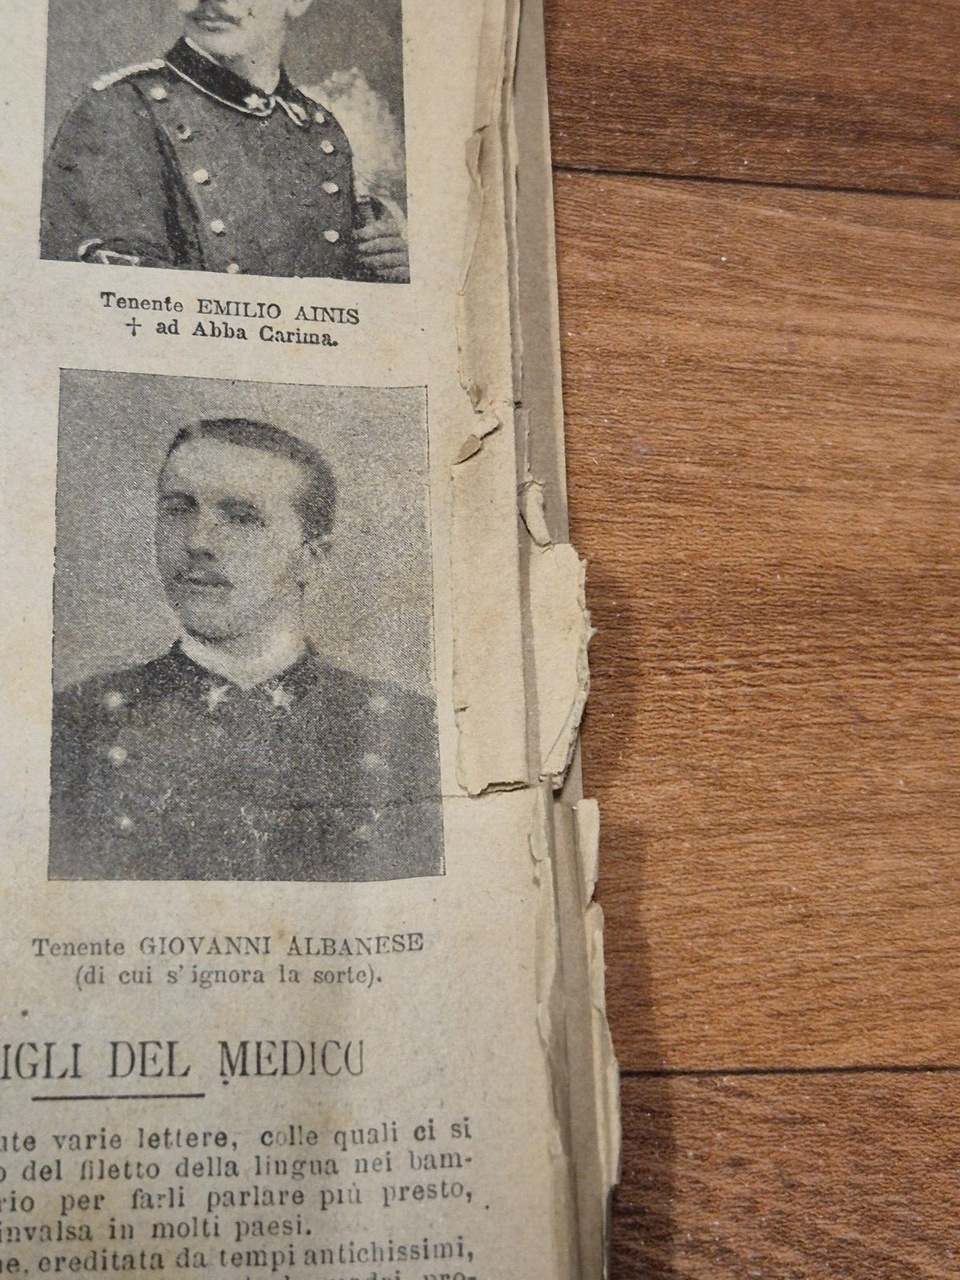 Tenente EMILIO AINIS
† ad Abba Carima.
Tenente GIOVANNI ALBANESE
(di cui s'ignora la sorte).
IGLI DEL MEDICO
ute varie lettere, colle quali ci si
o del filetto della lingua nei bam-
rio per farli parlare più presto,
invalsa in molti paesi.
ne, ereditata da tempi antichissimi,